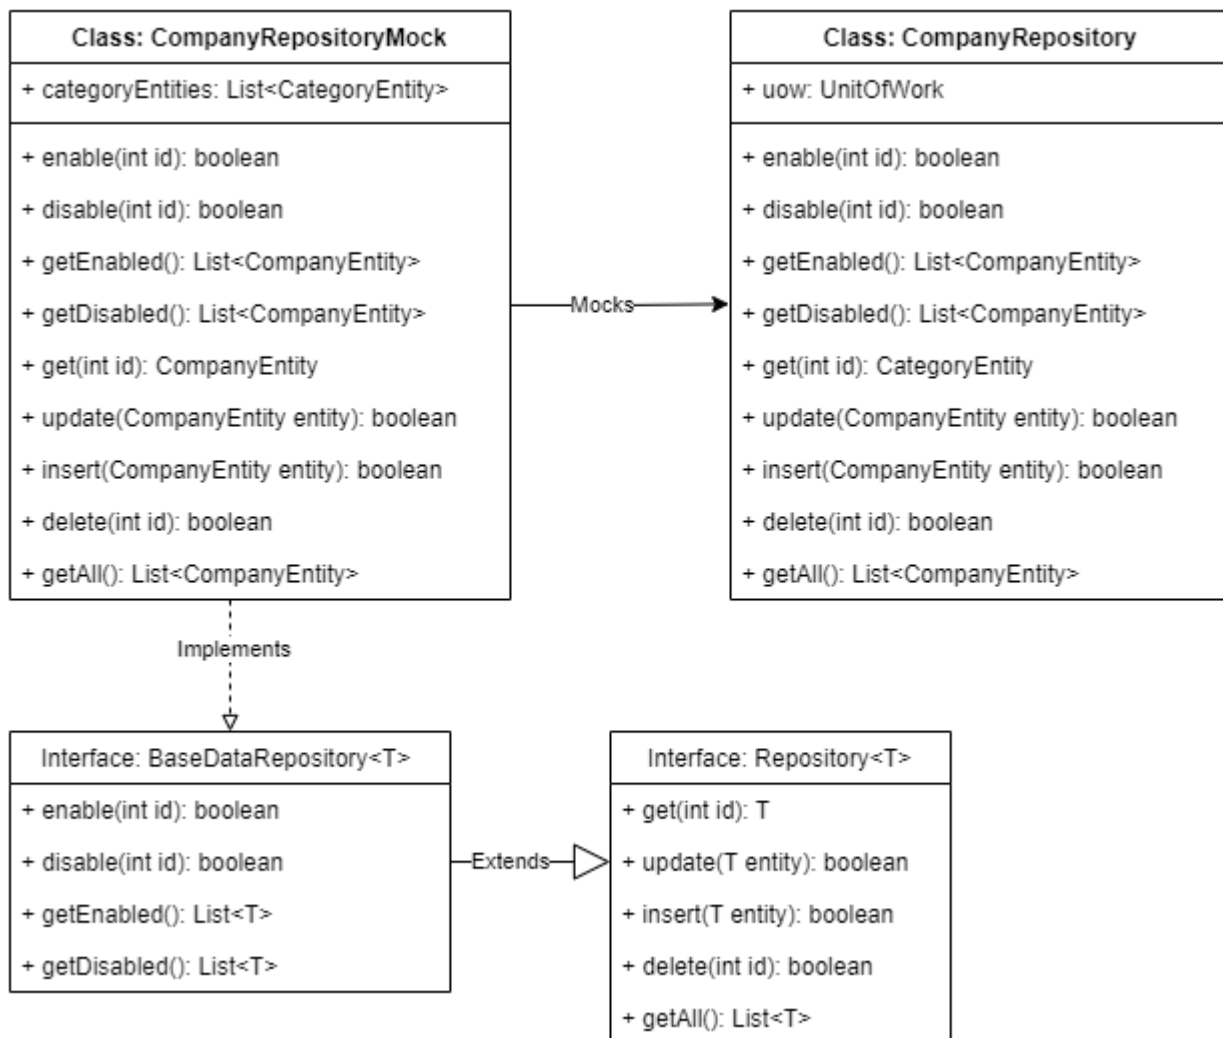 Class: CompanyRepositoryMock
+ categoryEntities: List<CategoryEntity>
+ enable(int id): boolean
+ disable(int id): boolean
+ getEnabled(): List<CompanyEntity>
+ getDisabled(): List<CompanyEntity>
+ get(int id): CompanyEntity
+ update(CompanyEntity entity): boolean
+ insert(CompanyEntity entity): boolean
+ delete(int id): boolean
+ getAll(): List<CompanyEntity>
Mocks
Class: CompanyRepository
+ uow: UnitOfWork
+ enable(int id): boolean
+ disable(int id): boolean
+ getEnabled(): List<CompanyEntity>
+ getDisabled(): List<CompanyEntity>
+ get(int id): CategoryEntity
+ update(CompanyEntity entity): boolean
+ insert(CompanyEntity entity): boolean
+ delete(int id): boolean
+ getAll(): List<CompanyEntity>
Implements
Interface: BaseDataRepository<T>
+ enable(int id): boolean
+ disable(int id): boolean
+ getEnabled(): List<T>
+ getDisabled(): List<T>
Extends
Interface: Repository<T>
+ get(int id): T
+ update(T entity): boolean
+ insert(T entity): boolean
+ delete(int id): boolean
+ getAll(): List<T>